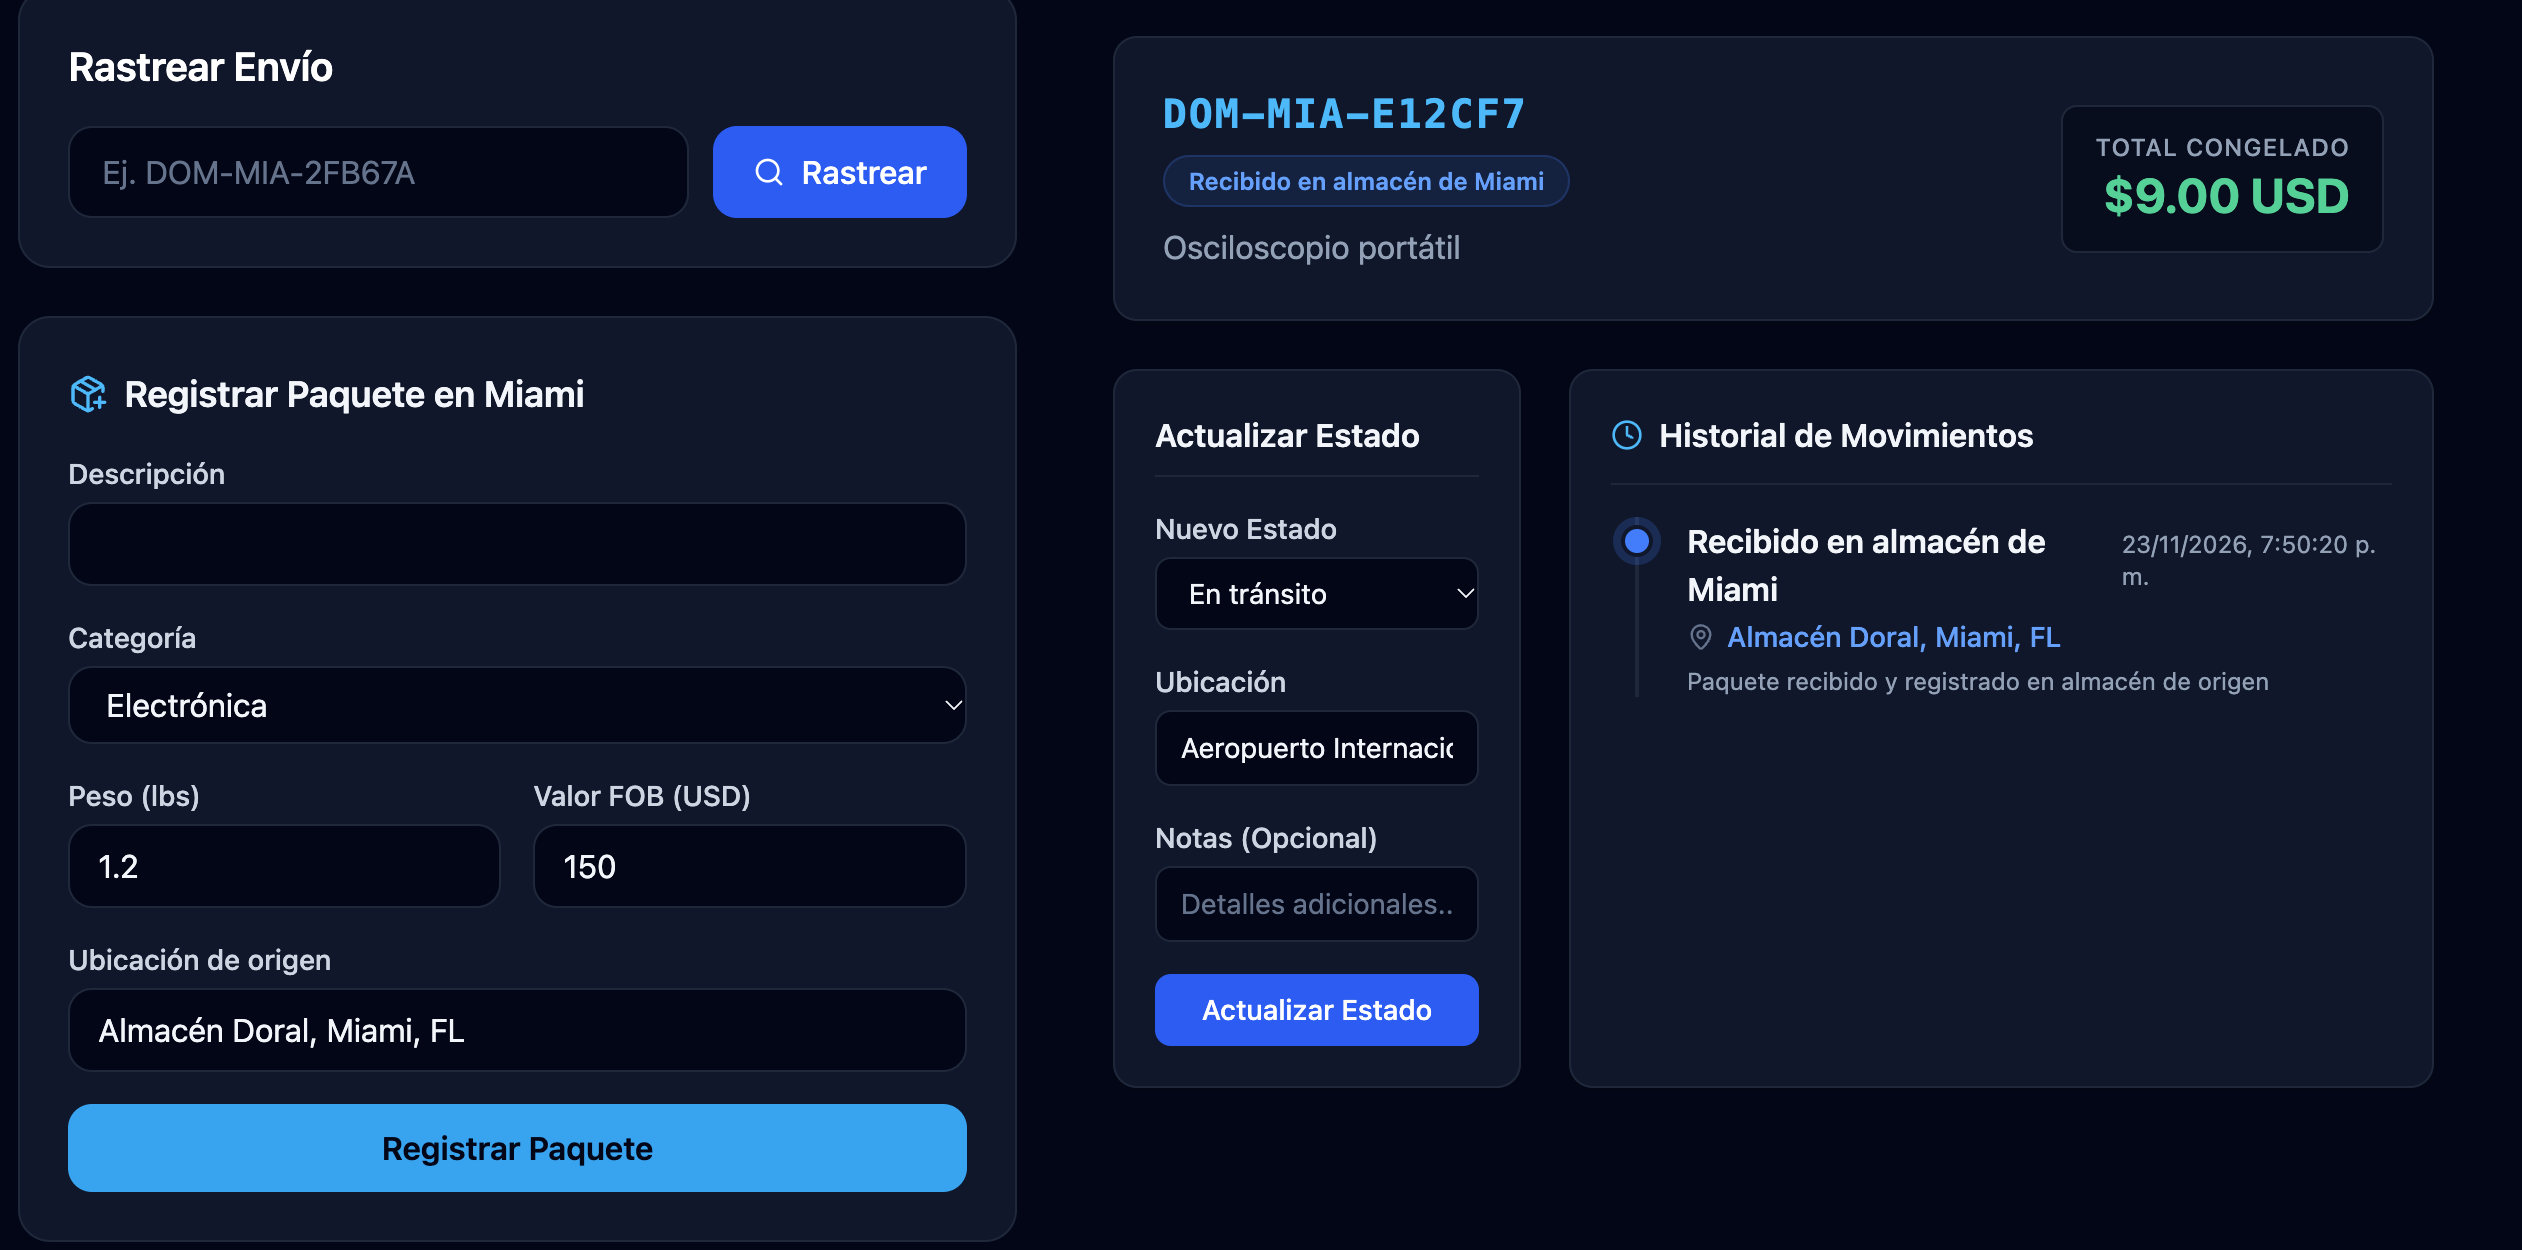 Rastrear Envío
Ej. DOM-MIA-2FB67A
Rastrear
Registrar Paquete en Miami
Descripción
Categoría
Electrónica
Peso (lbs)
Valor FOB (USD)
1.2
150
Ubicación de origen
Almacén Doral, Miami, FL
Registrar Paquete
DOM-MIA-E12CF7
Recibido en almacén de Miami
Osciloscopio portátil
TOTAL CONGELADO
$9.00 USD
Actualizar Estado
Nuevo Estado
En tránsito
Ubicación
Aeropuerto Internacic
Notas (Opcional)
Detalles adicionales..
Actualizar Estado
Historial de Movimientos
Recibido en almacén de
Miami
23/11/2026, 7:50:20 p.
m.
Almacén Doral, Miami, FL
Paquete recibido y registrado en almacén de origen